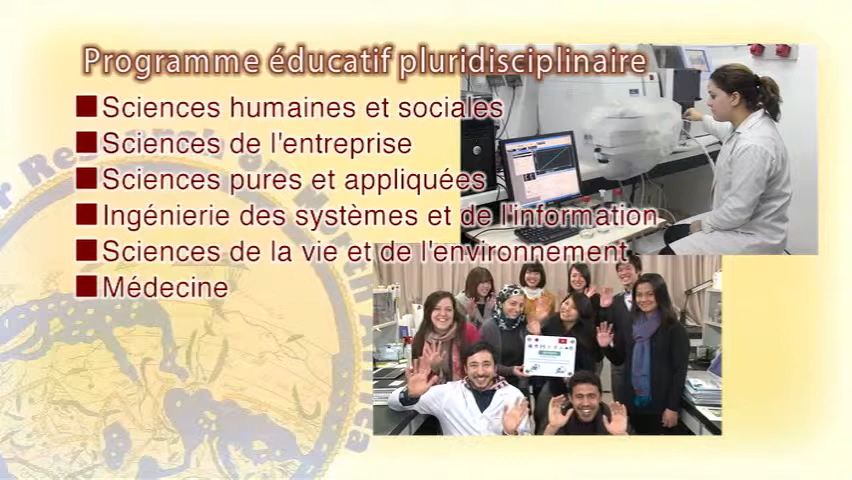 Programme éducatif pluridisciplinaire
■ Sciences humaines et sociales
■ Sciences de l'entreprise
■ Sciences pures et appliquées
■ Ingénierie des systèmes et de l'information
■ Sciences de la vie et de l'environnement
■ Médecine